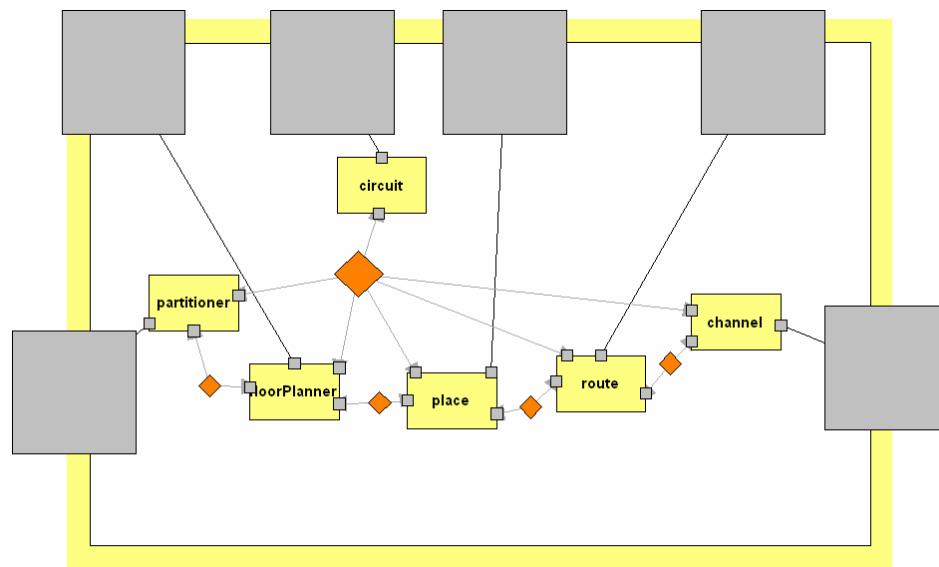 circuit
partitioner
channel
loorPlanner
route
place